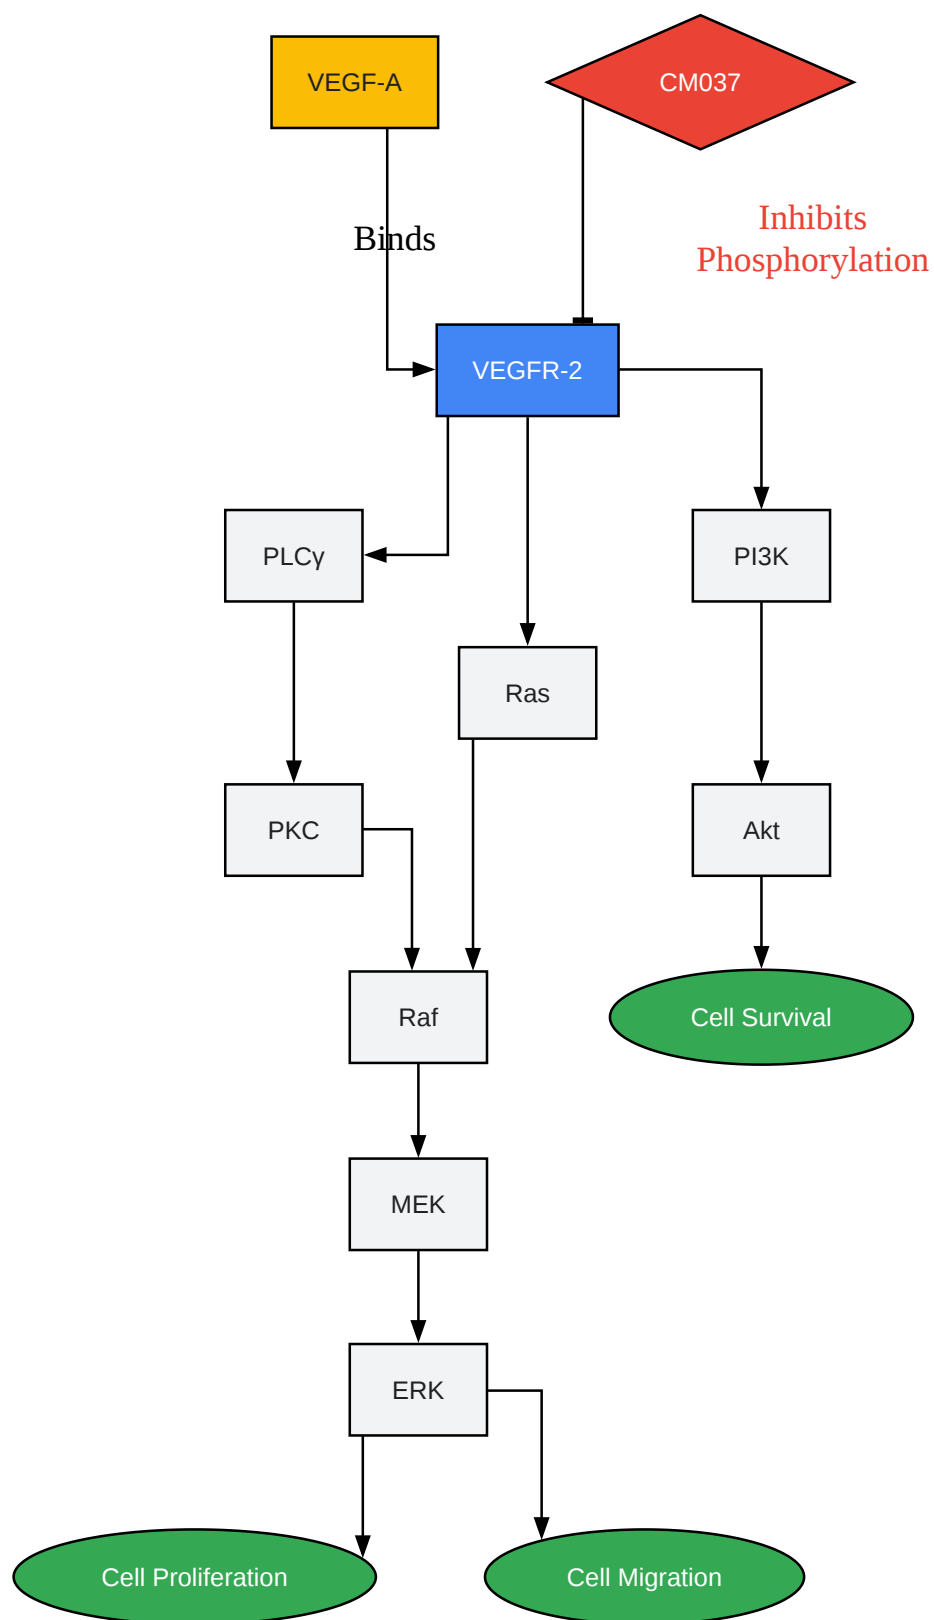 VEGF-A
CM037
Binds
Inhibits
Phosphorylation
VEGFR-2
PLCγ
PI3K
Ras
PKC
Akt
Raf
Cell Survival
MEK
ERK
Cell Proliferation
Cell Migration